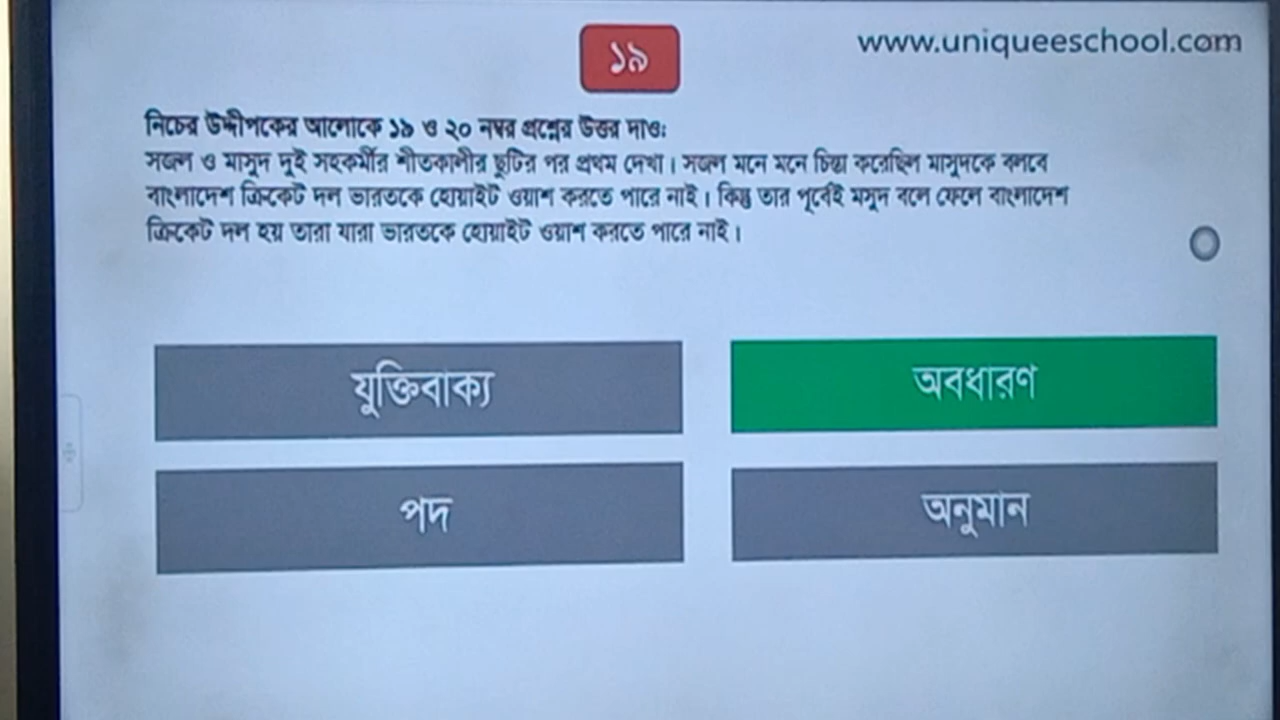 ১৯
www.uniqueeschool.com
নিচের উদ্দীপকের আলোকে ১৯ ও ২০ নম্বর প্রশ্নের উত্তর দাও:
সজল ও মাসুদ দুই সহকর্মীর শীতকালীর ছুটির পর প্রথম দেখা। সজল মনে মনে চিন্তা করেছিল মাসুদকে বলবে
বাংলাদেশ ক্রিকেট দল ভারতকে হোয়াইট ওয়াশ করতে পারে নাই। কিন্তু তার পূর্বেই মসুদ বলে ফেলে বাংলাদেশ
ক্রিকেট দল হয় তারা যারা ভারতকে হোয়াইট ওয়াশ করতে পারে নাই।
যুক্তিবাক্য
অবধারণ
পদ
অনুমান